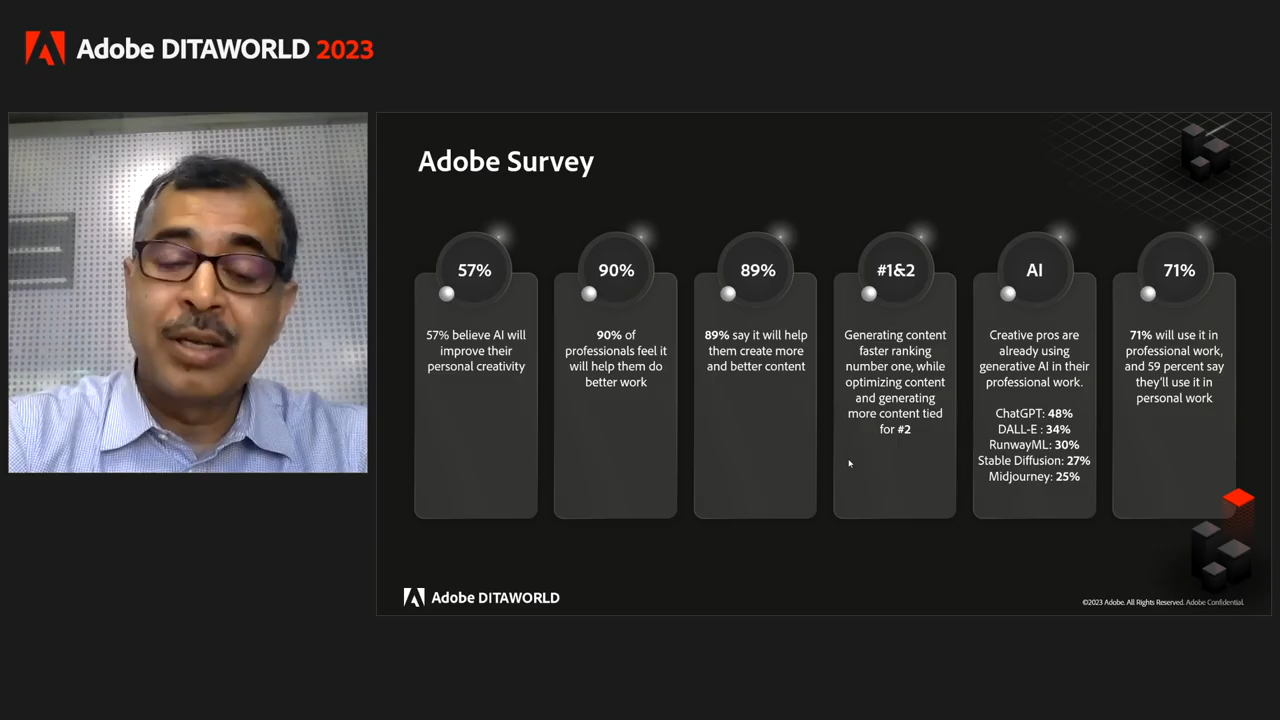 Adobe DITAWORLD 2023
Adobe Survey
57%
57% believe AI will
improve their
personal creativity
90%
90% of
professionals feel it
will help them do
better work
89%
89% say it will help
them create more
and better content
#1&2
Generating content
faster ranking
number one, while
optimizing content
and generating
more content tied
for #2
AI
Creative pros are
already using
generative AI in their
professional work.
ChatGPT: 48%
DALL-E : 34%
RunwayML: 30%
Stable Diffusion: 27%
Midjourney: 25%
71%
71% will use it in
professional work,
and 59 percent say
they'll use it in
personal work
Adobe DITAWORLD
©2023 Adobe. All Rights Reserved. Adobe Confidential.